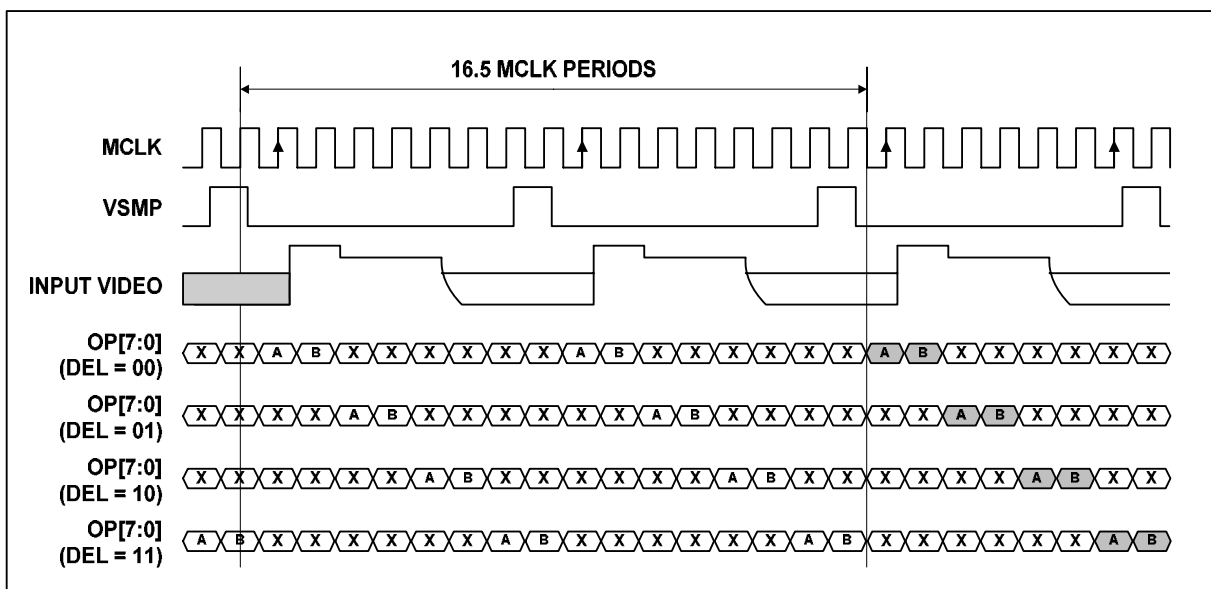 16.5 MCLK PERIODS
MCLK
VSMP
INPUT VIDEO
OP[7:0]
(DEL = 00)
X X A B X X X X X X A B X X X X X X A B X X X X X X
OP[7:0]
(DEL = 01)
X X X X A B X X X X X X A B X X X X X X A B X X X X
OP[7:0]
(DEL = 10)
X X X X X X A B X X X X X X A B X X X X X X A B X X
OP[7:0]
(DEL = 11)
A B X X X X X X A B X X X X X X A B X X X X X X A B